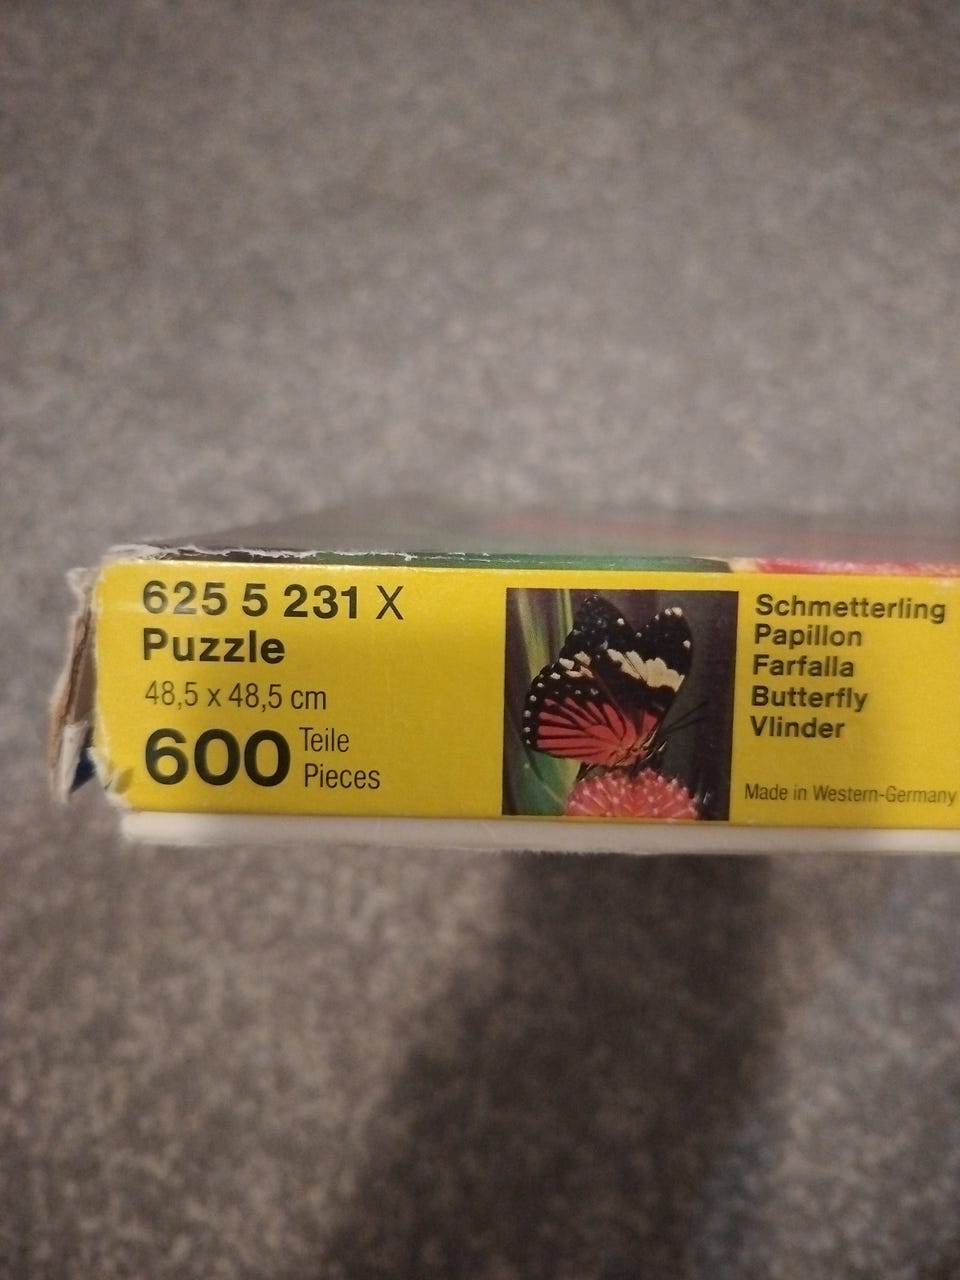 625 5 231 X
Puzzle
48,5 x 48,5 cm
600 Teile
Pieces
Schmetterling
Papillon
Farfalla
Butterfly
Vlinder
Made in Western-Germany